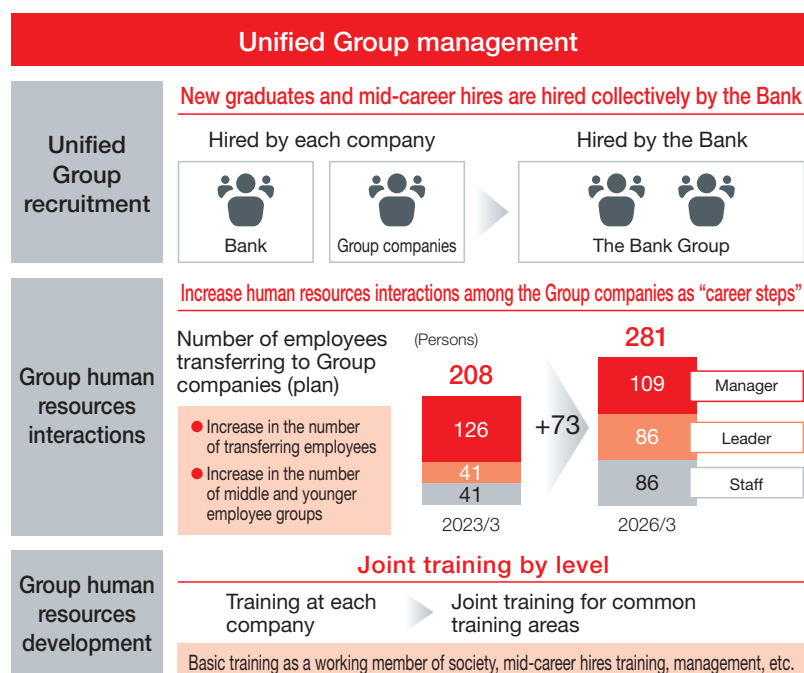 Unified Group management
Unified
Group
recruitment
New graduates and mid-career hires are hired collectively by the Bank
Hired by each company
Hired by the Bank
Bank
Group companies
The Bank Group
Group human
resources
interactions
Increase human resources interactions among the Group companies as “career steps”
Number of employees
transferring to Group
companies (plan)
(Persons)
● Increase in the number
of transferring employees
● Increase in the number
of middle and younger
employee groups
208
126
41
41
2023/3
+73
281
109
86
86
2026/3
Manager
Leader
Staff
Group human
resources
development
Joint training by level
Training at each
company
Joint training for common
training areas
Basic training as a working member of society, mid-career hires training, management, etc.